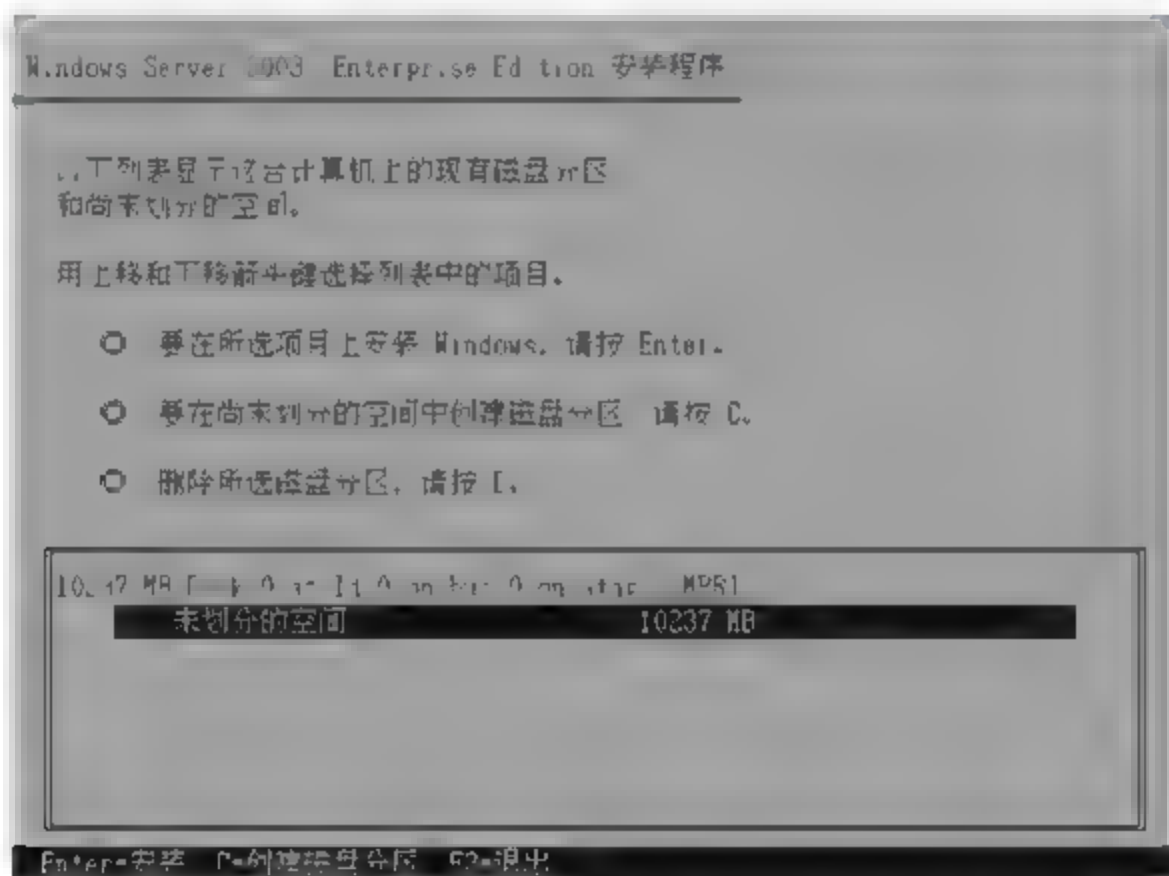 Windows Server 2003, Enterprise Edition 安装程序
以下列表显示这台计算机上的现有磁盘分区
和尚未划分的空间。
用上移和下移箭头键选择列表中的项目。
要在所选项目上安装 Windows，请按 Enter。
要在尚未划分的空间中创建磁盘分区，请按 C。
删除所选磁盘分区，请按 D。
MB 0 0 0 on [MBR]
未划分的空间 10237 MB
Enter=安装 C=创建磁盘分区 F3=退出